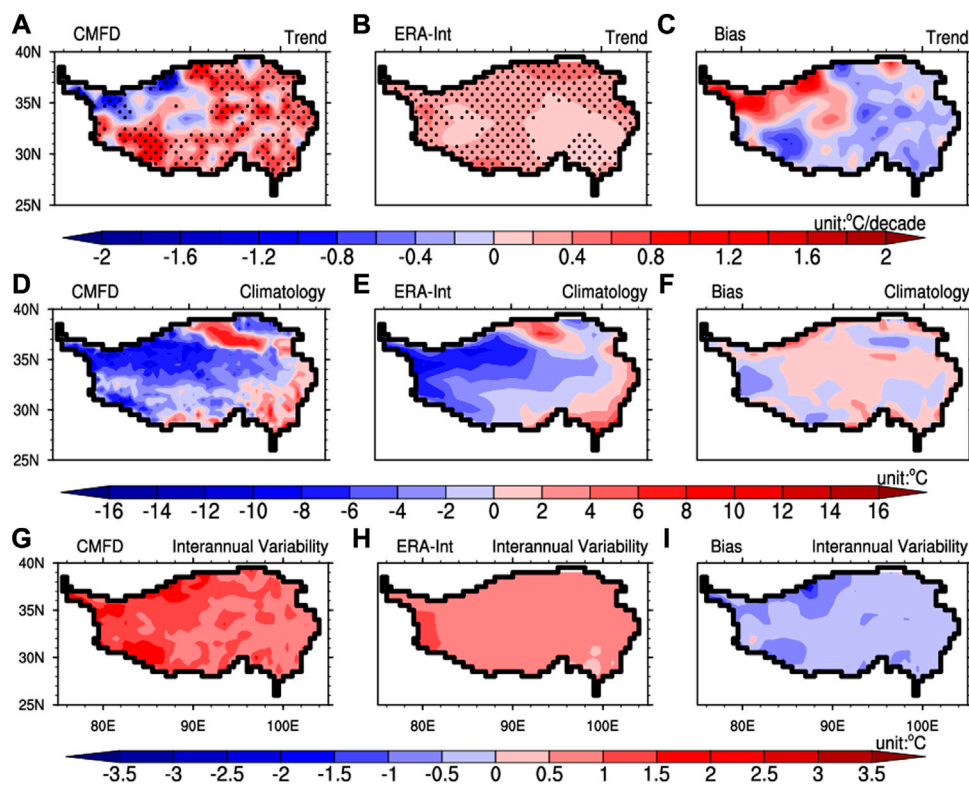 A CMFD Trend B ERA-Int Trend C Bias Trend
40N
35N
30N
25N
unit:°C/decade
-2 -1.6 -1.2 -0.8 -0.4 0 0.4 0.8 1.2 1.6 2
D CMFD Climatology E ERA-Int Climatology F Bias Climatology
40N
35N
30N
25N
unit:°C
-16 -14 -12 -10 -8 -6 -4 -2 0 2 4 6 8 10 12 14 16
G CMFD Interannual Variability H ERA-Int Interannual Variability I Bias Interannual Variability
40N
35N
30N
25N
80E 90E 100E 80E 90E 100E 80E 90E 100E
unit:°C
-3.5 -3 -2.5 -2 -1.5 -1 -0.5 0 0.5 1 1.5 2 2.5 3 3.5